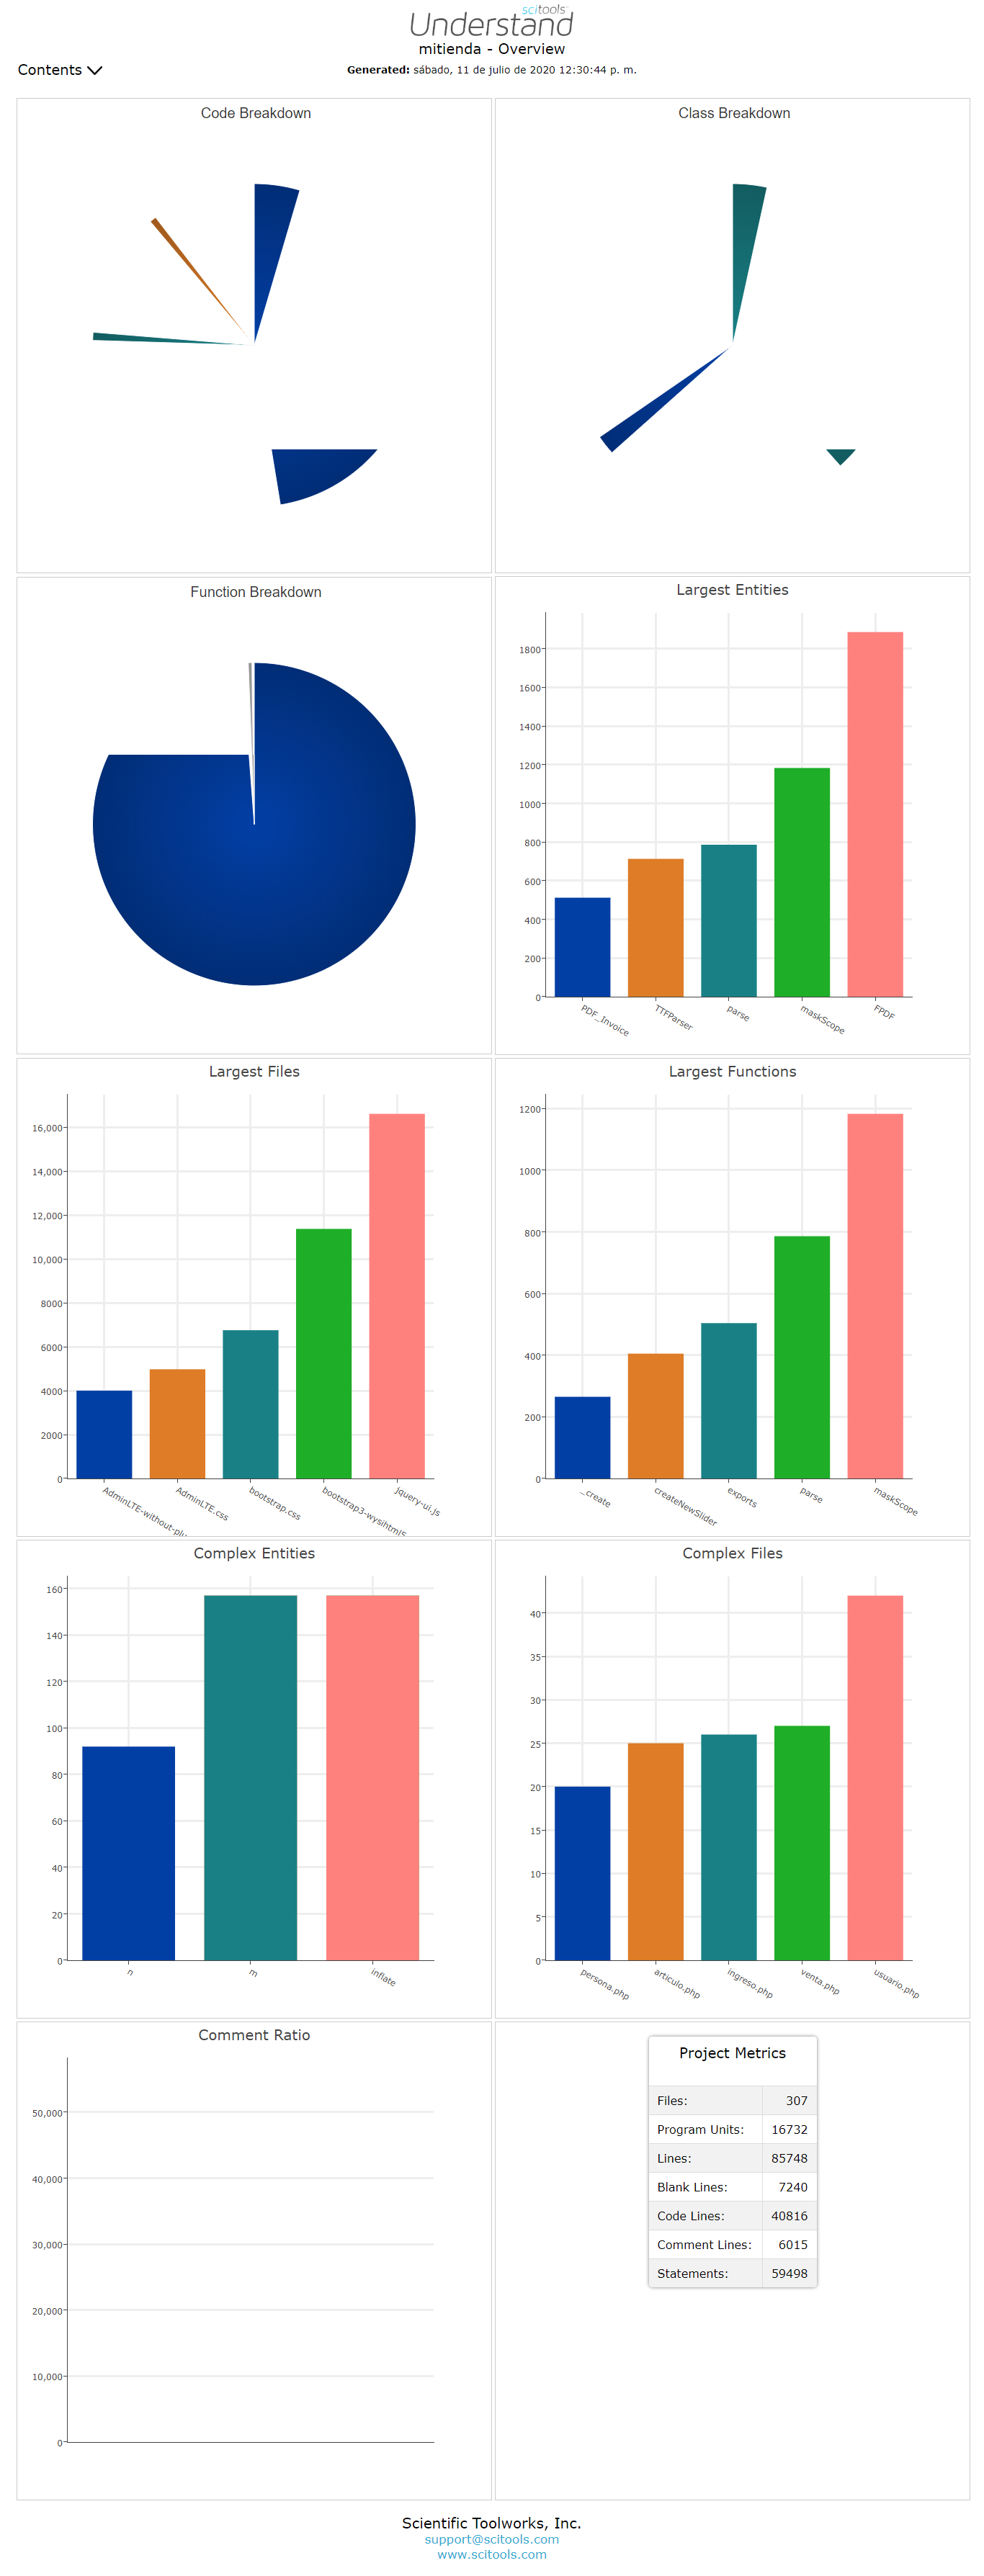 scitools™
Understand
mitienda - Overview
Contents
Generated: sábado, 11 de julio de 2020 12:30:44 p. m.
Code Breakdown
Class Breakdown
Function Breakdown
Largest Entities
1800
1600
1400
1200
1000
800
600
400
200
0
PDF_Invoice
TTFParser
parse
maskScope
FPDF
Largest Files
16,000
14,000
12,000
10,000
8000
6000
4000
2000
0
AdminLTE-without-plu
AdminLTE.css
bootstrap.css
bootstrap3-wysihtml5
jquery-ui.js
Largest Functions
1200
1000
800
600
400
200
0
_create
createNewSlider
exports
parse
maskScope
Complex Entities
160
140
120
100
80
60
40
20
0
n
m
inflate
Complex Files
40
35
30
25
20
15
10
5
0
persona.php
articulo.php
ingreso.php
venta.php
usuario.php
Comment Ratio
50,000
40,000
30,000
20,000
10,000
0
Project Metrics
Files: 307
Program Units: 16732
Lines: 85748
Blank Lines: 7240
Code Lines: 40816
Comment Lines: 6015
Statements: 59498
Scientific Toolworks, Inc.
support@scitools.com
www.scitools.com